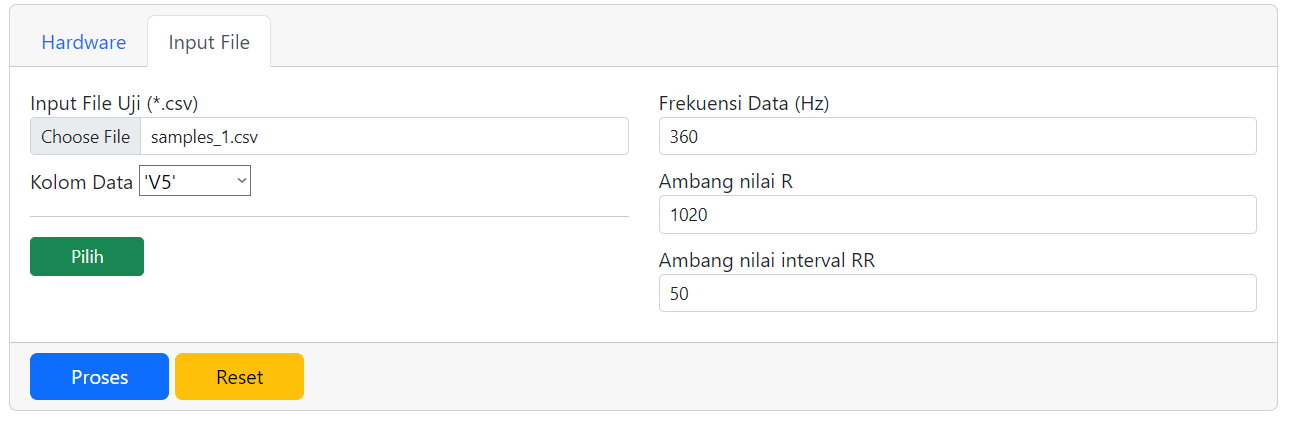 Hardware
Input File
Input File Uji (*.csv)
Choose File samples_1.csv
Kolom Data 'V5'
Pilih
Frekuensi Data (Hz)
360
Ambang nilai R
1020
Ambang nilai interval RR
50
Proses
Reset